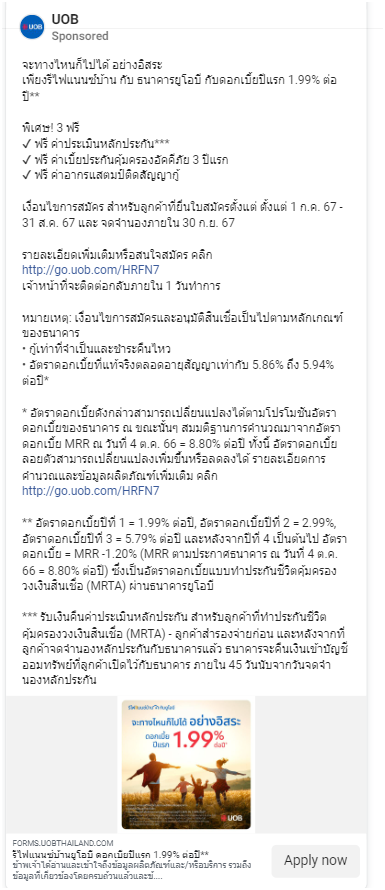 UOB
UOB
Sponsored
จะทางไหนก็ไปได้ อย่างอิสระ
เพียงรีไฟแนนซ์บ้าน กับ ธนาคารยูโอบี กับดอกเบี้ยปีแรก 1.99% ต่อ
ปี**
พิเศษ! 3 ฟรี
✓ ฟรี ค่าประเมินหลักประกัน***
✓ ฟรี ค่าเบี้ยประกันคุ้มครองอัคคีภัย 3 ปีแรก
✓ ฟรี ค่าอากรแสตมป์ติดสัญญากู้
เงื่อนไขการสมัคร สำหรับลูกค้าที่ยื่นใบสมัครตั้งแต่ ตั้งแต่ 1 ก.ค. 67 -
31 ส.ค. 67 และ จดจำนองภายใน 30 ก.ย. 67
รายละเอียดเพิ่มเติมหรือสนใจสมัคร คลิก
http://go.uob.com/HRFN7
เจ้าหน้าที่จะติดต่อกลับภายใน 1 วันทำการ
หมายเหตุ: เงื่อนไขการสมัครและอนุมัติสินเชื่อเป็นไปตามหลักเกณฑ์
ของธนาคาร
• กู้เท่าที่จำเป็นและชำระคืนไหว
• อัตราดอกเบี้ยที่แท้จริงตลอดอายุสัญญาเท่ากับ 5.86% ถึง 5.94%
ต่อปี*
* อัตราดอกเบี้ยดังกล่าวสามารถเปลี่ยนแปลงได้ตามโปรโมชันอัตรา
ดอกเบี้ยของธนาคาร ณ ขณะนั้นๆ สมมติฐานการคำนวณมาจากอัตรา
ดอกเบี้ย MRR ณ วันที่ 4 ต.ค. 66 = 8.80% ต่อปี ทั้งนี้ อัตราดอกเบี้ย
ลอยตัวสามารถเปลี่ยนแปลงเพิ่มขึ้นหรือลดลงได้ รายละเอียดการ
คำนวณและข้อมูลผลิตภัณฑ์เพิ่มเติม คลิก
http://go.uob.com/HRFN7
** อัตราดอกเบี้ยปีที่ 1 = 1.99% ต่อปี, อัตราดอกเบี้ยปีที่ 2 = 2.99%,
อัตราดอกเบี้ยปีที่ 3 = 5.79% ต่อปี และหลังจากปีที่ 4 เป็นต้นไป อัตรา
ดอกเบี้ย = MRR -1.20% (MRR ตามประกาศธนาคาร ณ วันที่ 4 ต.ค.
66 = 8.80% ต่อปี) ซึ่งเป็นอัตราดอกเบี้ยแบบทำประกันชีวิตคุ้มครอง
วงเงินสินเชื่อ (MRTA) ผ่านธนาคารยูโอบี
*** รับเงินคืนค่าประเมินหลักประกัน สำหรับลูกค้าที่ทำประกันชีวิต
คุ้มครองวงเงินสินเชื่อ (MRTA) - ลูกค้าสำรองจ่ายก่อน และหลังจากที่
ลูกค้าจดจำนองหลักประกันกับธนาคารแล้ว ธนาคารจะคืนเงินเข้าบัญชี
ออมทรัพย์ที่ลูกค้าเปิดไว้กับธนาคาร ภายใน 45 วันนับจากวันจดจำ
นองหลักประกัน
จะทางไหนก็ไปได้ อย่างอิสระ
ดอกเบี้ย
ปีแรก 1.99%
ต่อปี*
UOB
FORMS.UOBTHAILAND.COM
รีไฟแนนซ์บ้านยูโอบี ดอกเบี้ยปีแรก 1.99% ต่อปี**
ข้าพเจ้าได้อ่านและเข้าใจถึงข้อมูลผลิตภัณฑ์และ/หรือบริการ รวมถึง
ข้อมูลที่เกี่ยวข้องโดยครบถ้วนแล้วและข้....
Apply now